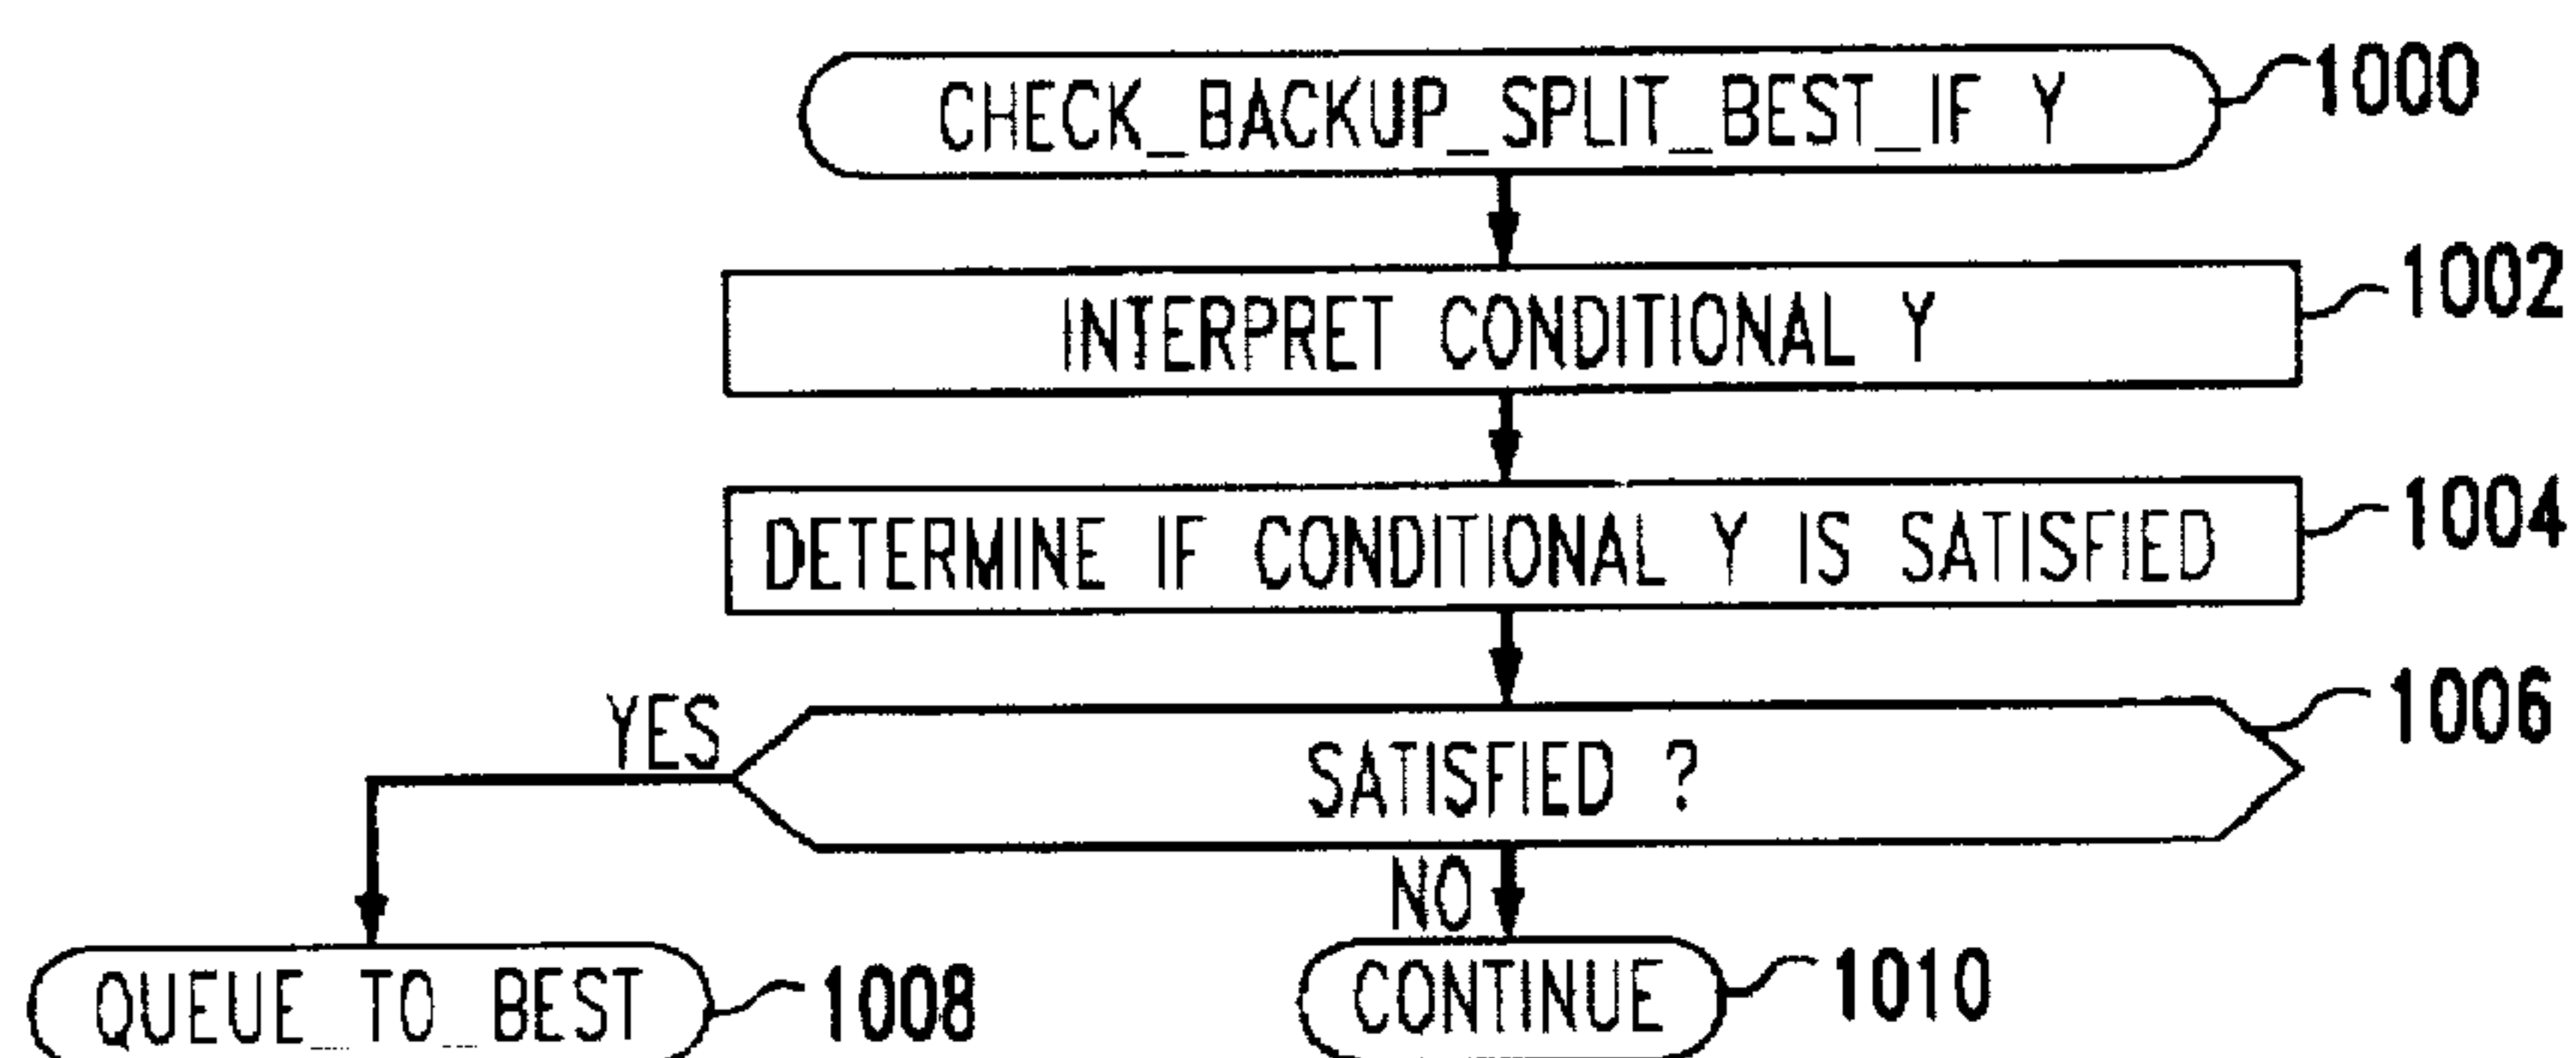 CHECK_BACKUP_SPLIT_BEST_IF Y
1000
INTERPRET CONDITIONAL Y
1002
DETERMINE IF CONDITIONAL Y IS SATISFIED
1004
1006
YES
SATISFIED ?
NO
QUEUE_TO_BEST
1008
CONTINUE
1010